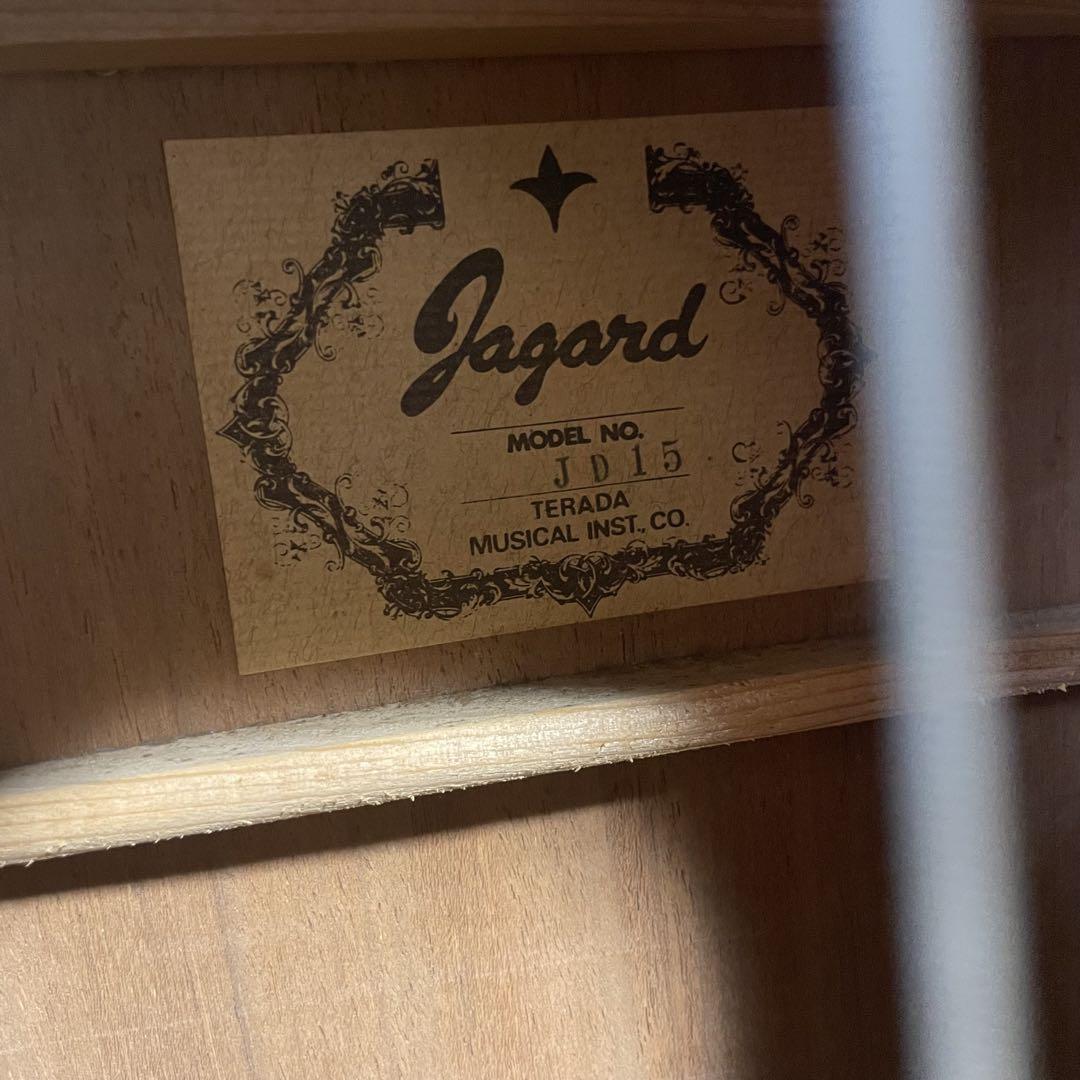 Jagard
MODEL NO.
JD15
TERADA
MUSICAL INST., CO.